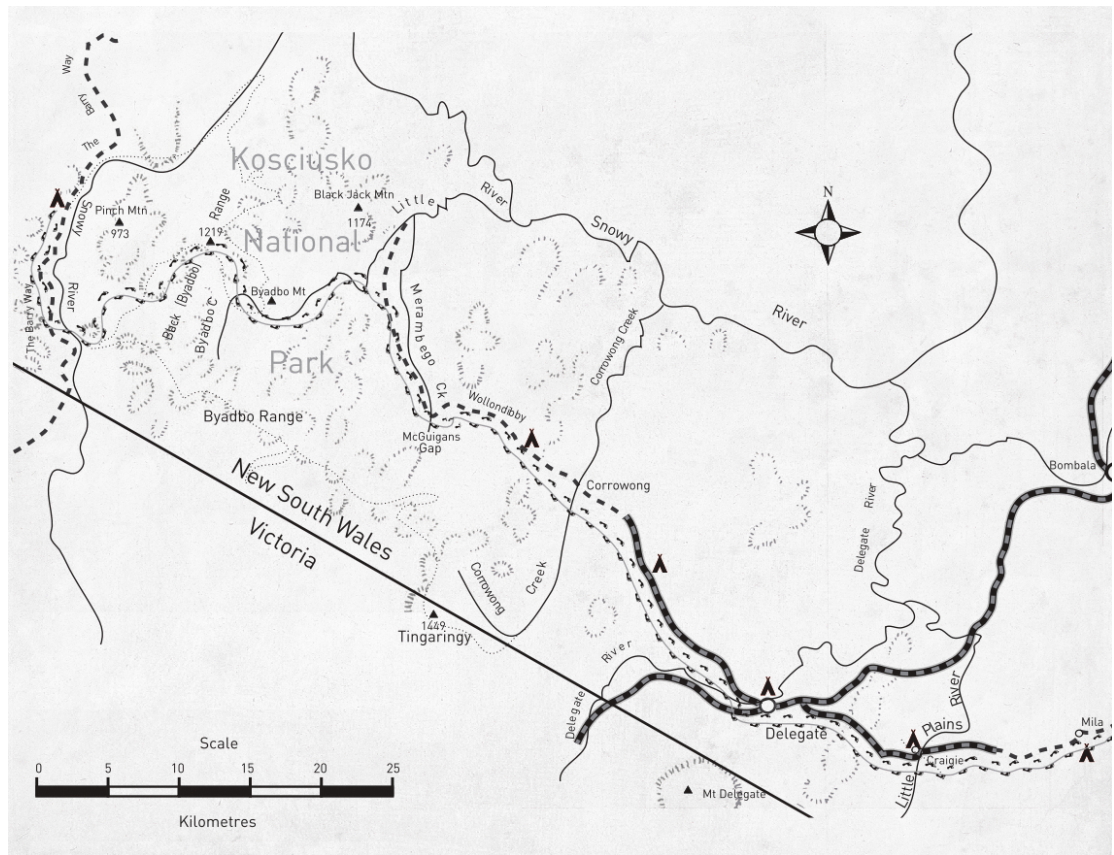 The Barry Way
Kosciusko
Pinch Mtn
973
Snowy
River
1219
Range
Black Jack Mtn
1174
Little
River
N
National
Snowy
River
The Barry Way
Black (Byadbo)
Byadbo C
Byadbo Mt
Merambego Ck
Corrowong Creek
Park
Byadbo Range
McGuigans
Gap
Wollondibby
Bombala
Corrowong
Delegate River
New South Wales
Victoria
Corrowong
Creek
1449
Tingaringy
River
Delegate
Delegate
Little
Plains
River
Craigie
Mila
Mt Delegate
Scale
0 5 10 15 20 25
Kilometres